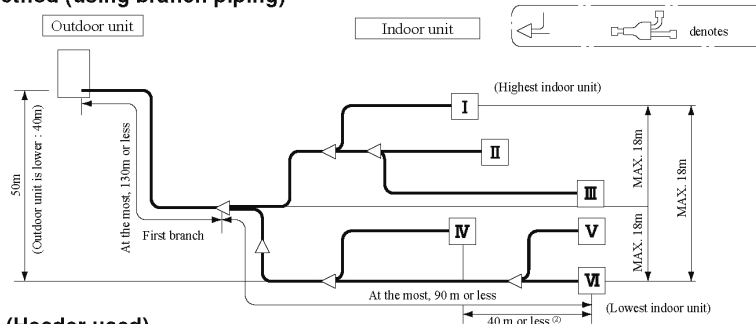 ethod (using branch piping)
Outdoor unit
Indoor unit
denotes
(Highest indoor unit)
I
II
III
IV
V
VI
50m
(Outdoor unit is lower : 40m)
At the most, 130m or less
First branch
MAX. 18m
MAX. 18m
MAX. 18m
At the most, 90 m or less
(Lowest indoor unit)
40 m or less ②
(Header used)